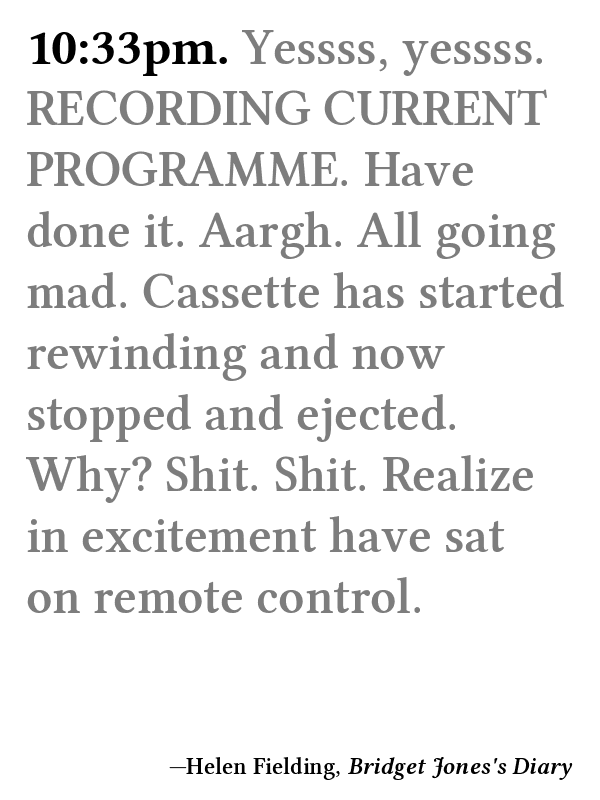 10:33pm. Yessss, yessss.
RECORDING CURRENT
PROGRAMME. Have
done it. Aargh. All going
mad. Cassette has started
rewinding and now
stopped and ejected.
Why? Shit. Shit. Realize
in excitement have sat
on remote control.
—Helen Fielding, Bridget Jones's Diary